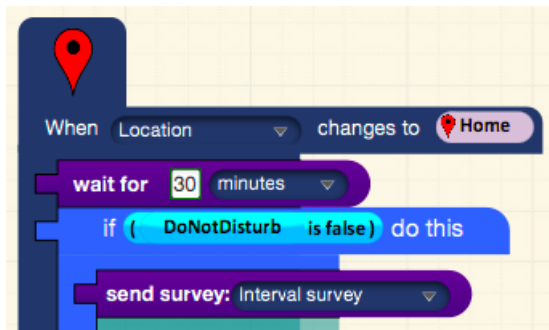 When Location changes to Home
wait for 30 minutes
if ( DoNotDisturb is false) do this
send survey: Interval survey